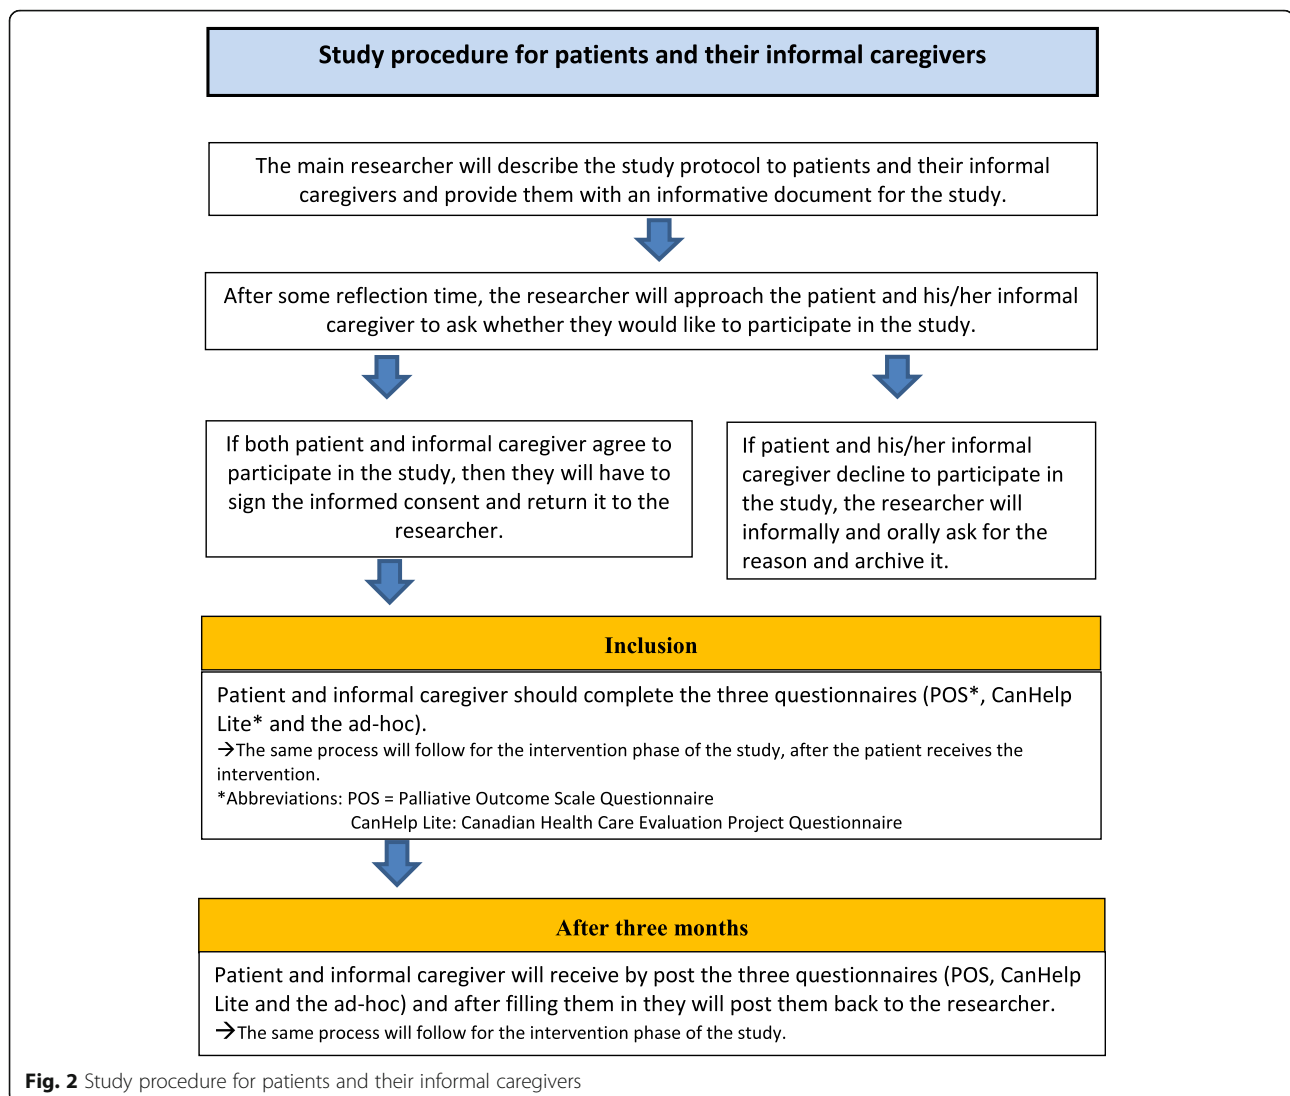 Study procedure for patients and their informal caregivers
The main researcher will describe the study protocol to patients and their informal
caregivers and provide them with an informative document for the study.
After some reflection time, the researcher will approach the patient and his/her informal
caregiver to ask whether they would like to participate in the study.
If both patient and informal caregiver agree to
participate in the study, then they will have to
sign the informed consent and return it to the
researcher.
If patient and his/her informal
caregiver decline to participate in
the study, the researcher will
informally and orally ask for the
reason and archive it.
Inclusion
Patient and informal caregiver should complete the three questionnaires (POS*, CanHelp
Lite* and the ad-hoc).
→The same process will follow for the intervention phase of the study, after the patient receives the
intervention.
*Abbreviations: POS = Palliative Outcome Scale Questionnaire
CanHelp Lite: Canadian Health Care Evaluation Project Questionnaire
After three months
Patient and informal caregiver will receive by post the three questionnaires (POS, CanHelp
Lite and the ad-hoc) and after filling them in they will post them back to the researcher.
→The same process will follow for the intervention phase of the study.
Fig. 2 Study procedure for patients and their informal caregivers